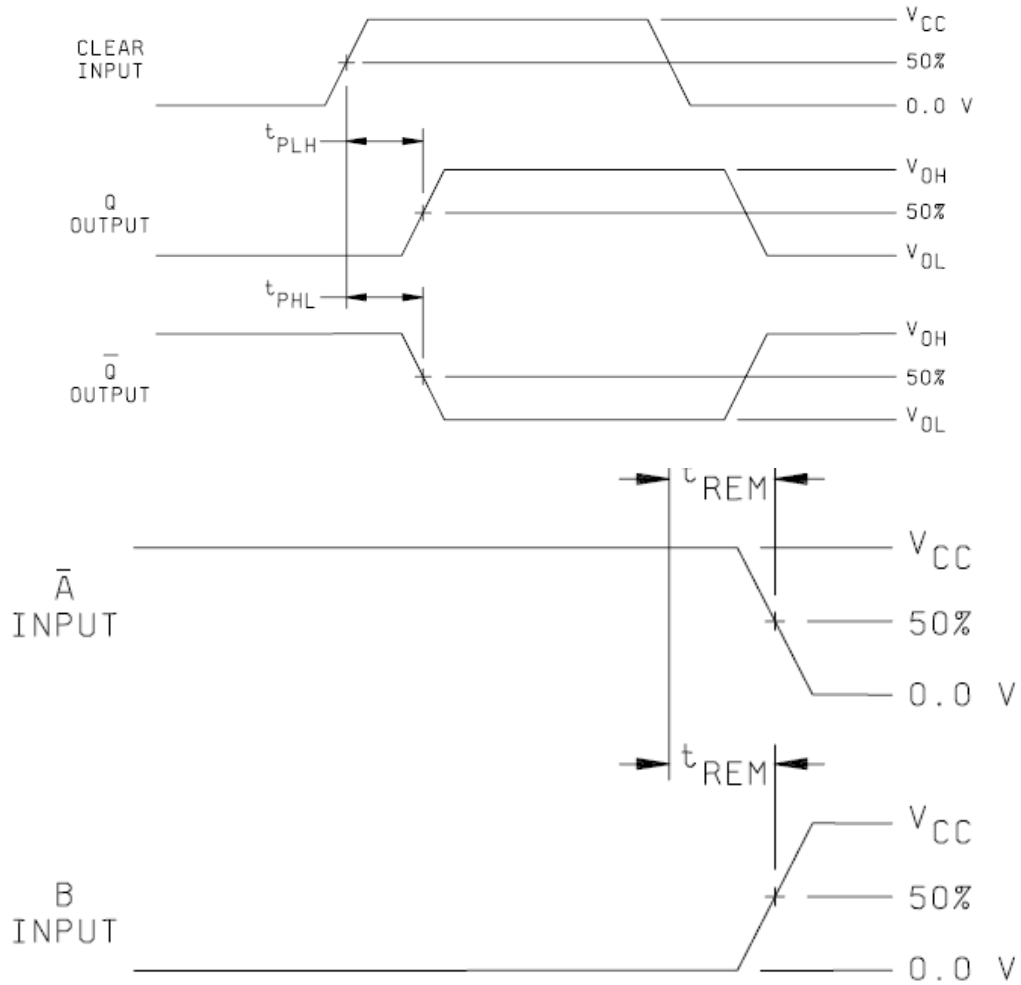 CLEAR
INPUT
V_CC
50%
0.0 V
t_PLH
Q
OUTPUT
V_OH
50%
V_OL
t_PHL
Q̅
OUTPUT
V_OH
50%
V_OL
t_REM
A̅
INPUT
V_CC
50%
0.0 V
t_REM
B
INPUT
V_CC
50%
0.0 V